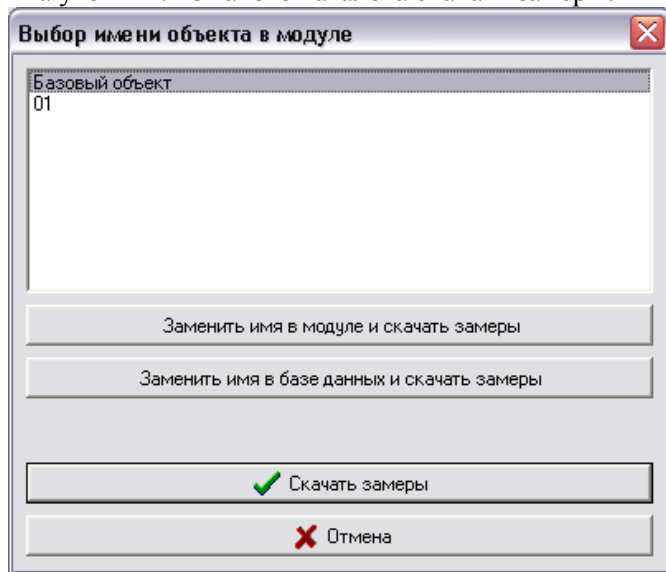 Выбор имени объекта в модуле
Базовый объект
01
Заменить имя в модуле и скачать замеры
Заменить имя в базе данных и скачать замеры
Скачать замеры
Отмена